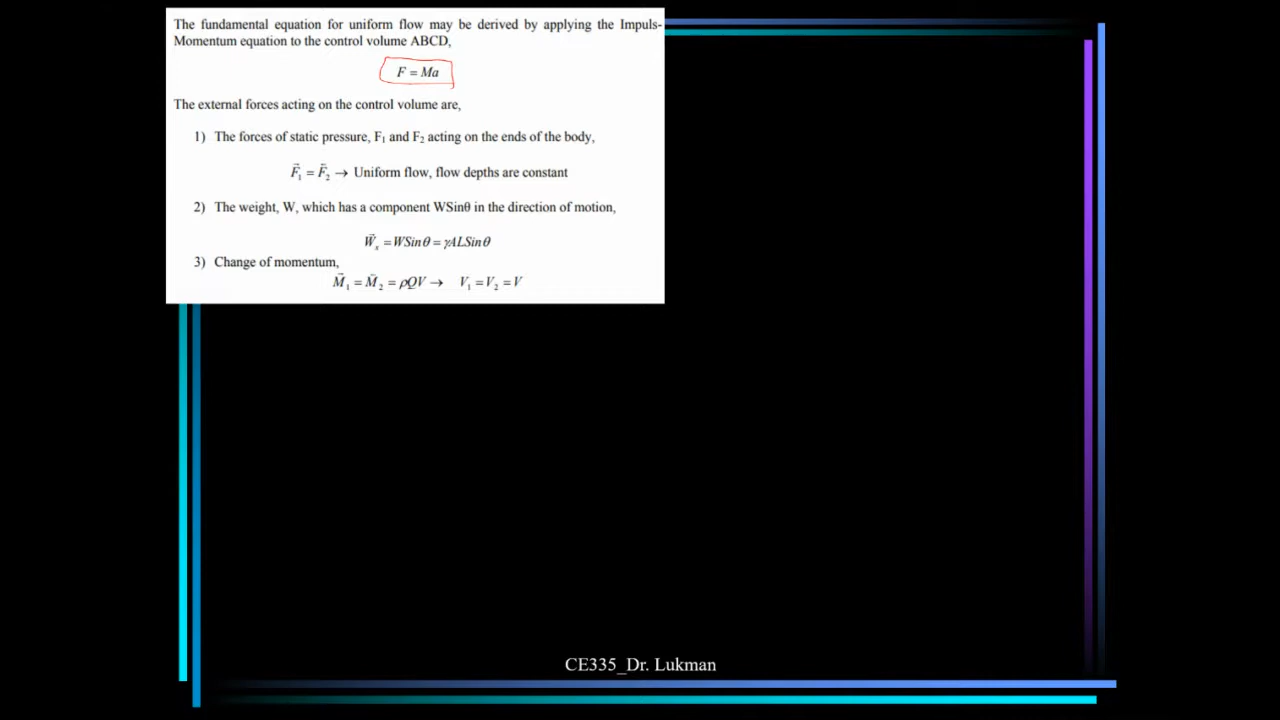 The fundamental equation for uniform flow may be derived by applying the Impuls-
Momentum equation to the control volume ABCD,
F = Ma
The external forces acting on the control volume are,
1) The forces of static pressure, F₁ and F₂ acting on the ends of the body,
F⃗₁ = F⃗₂ → Uniform flow, flow depths are constant
2) The weight, W, which has a component WSinθ in the direction of motion,
W⃗ₓ = WSinθ = γALSinθ
3) Change of momentum,
M⃗₁ = M⃗₂ = ρQV → V₁ = V₂ = V
CE335_Dr. Lukman